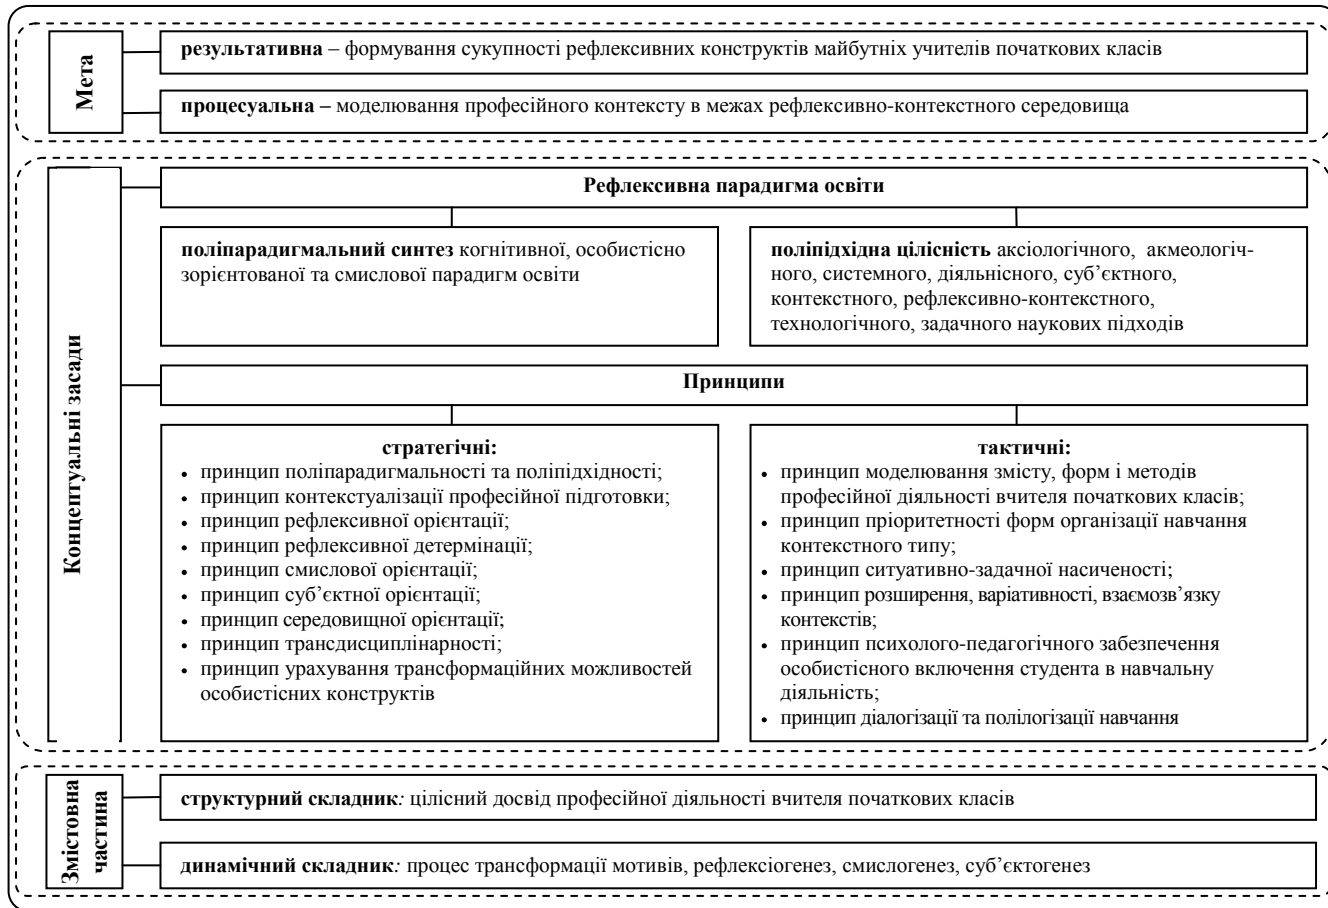 Мета
результативна – формування сукупності рефлексивних конструктів майбутніх учителів початкових класів
процесуальна – моделювання професійного контексту в межах рефлексивно-контекстного середовища
Концептуальні засади
Рефлексивна парадигма освіти
поліпарадигмальний синтез когнітивної, особистісно
зорієнтованої та смислової парадигм освіти
поліпідхідна цілісність аксіологічного, акмеологіч-
ного, системного, діяльнісного, суб’єктного,
контекстного, рефлексивно-контекстного,
технологічного, задачного наукових підходів
Принципи
стратегічні:
• принцип поліпарадигмальності та поліпідхідності;
• принцип контекстуалізації професійної підготовки;
• принцип рефлексивної орієнтації;
• принцип рефлексивної детермінації;
• принцип смислової орієнтації;
• принцип суб’єктної орієнтації;
• принцип середовищної орієнтації;
• принцип трансдисциплінарності;
• принцип урахування трансформаційних можливостей
особистісних конструктів
тактичні:
• принцип моделювання змісту, форм і методів
професійної діяльності вчителя початкових класів;
• принцип пріоритетності форм організації навчання
контекстного типу;
• принцип ситуативно-задачної насиченості;
• принцип розширення, варіативності, взаємозв’язку
контекстів;
• принцип психолого-педагогічного забезпечення
особистісного включення студента в навчальну
діяльність;
• принцип діалогізації та полілогізації навчання
Змістовна
частина
структурний складник: цілісний досвід професійної діяльності вчителя початкових класів
динамічний складник: процес трансформації мотивів, рефлексіогенез, смислогенез, суб’єктогенез